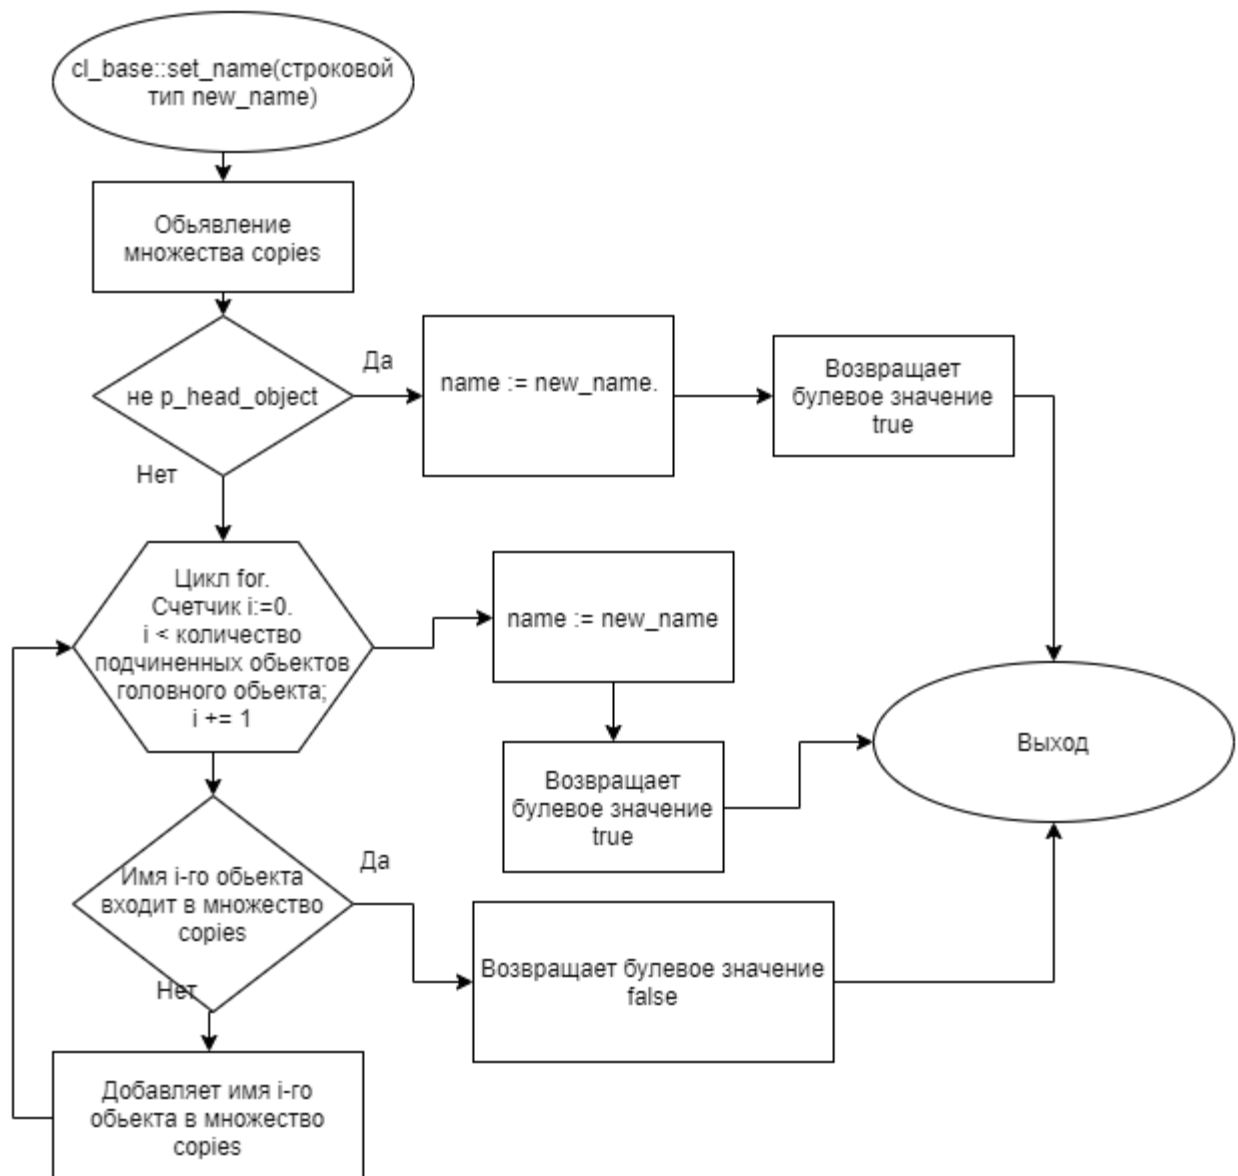 cl_base::set_name(строковой
тип new_name)
Обьявление
множества copies
не p_head_object
Да
name := new_name.
Возвращает
булевое значение
true
Нет
Цикл for.
Счетчик i:=0.
i < количество
подчиненных обьектов
головного обьекта;
i += 1
name := new_name
Возвращает
булевое значение
true
Выход
Имя i-го обьекта
входит в множество
copies
Да
Возвращает булевое значение
false
Нет
Добавляет имя i-го
обьекта в множество
copies